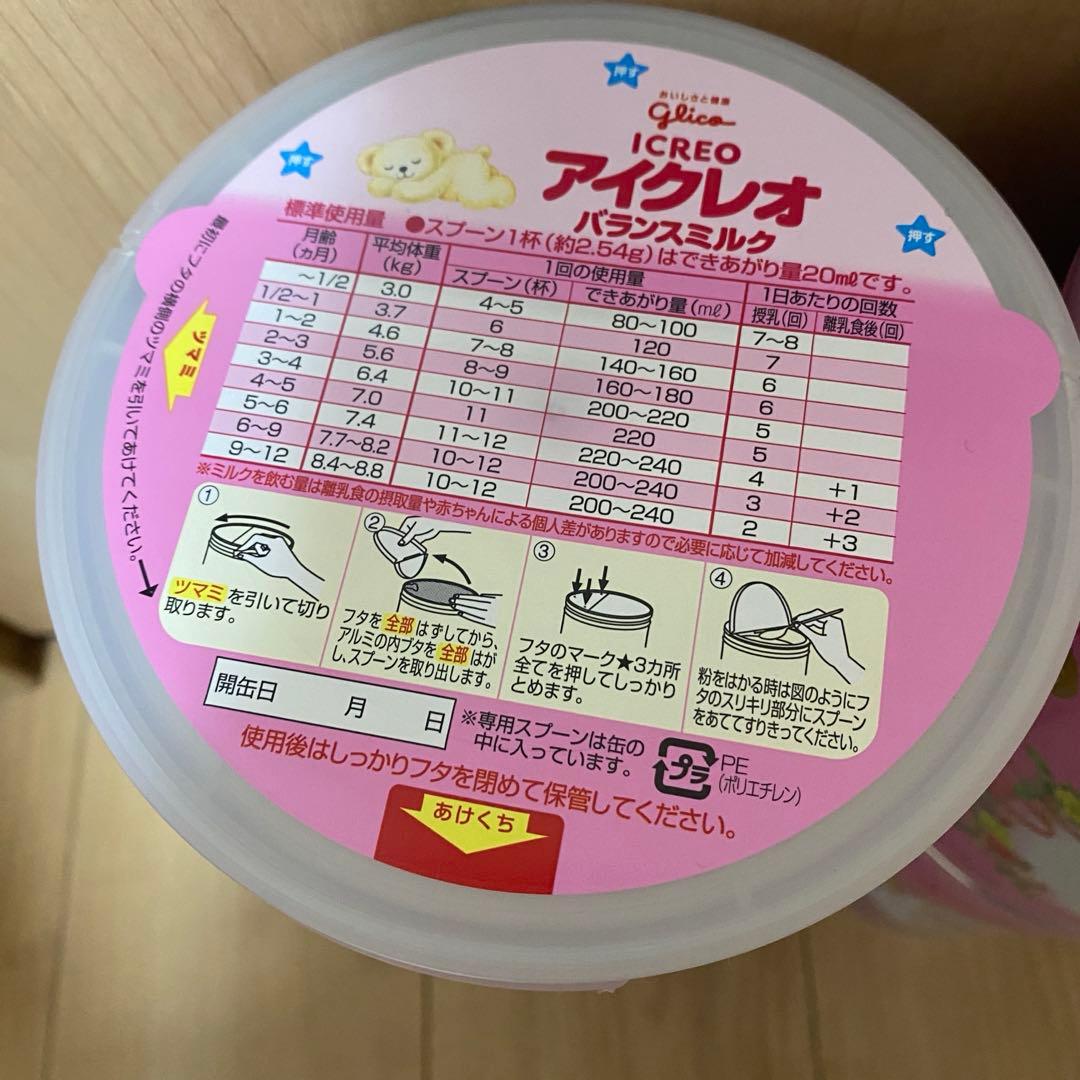 押す
おいしさと健康
glico
ICREO
アイクレオ
バランスミルク
押す
押す
標準使用量 ●スプーン1杯(約2.54g)はできあがり量20mlです。
月齢(ヵ月) 平均体重(kg) 1回の使用量 1日あたりの回数
スプーン(杯) できあがり量(ml) 授乳(回) 離乳食後(回)
～1/2 3.0 4～5 80～100 7～8
1/2～1 3.7 6 120 7
1～2 4.6 7～8 140～160 6
2～3 5.6 8～9 160～180 6
3～4 6.4 10～11 200～220 5
4～5 7.0 11 220 5
5～6 7.4 11～12 220～240 4 +1
6～9 7.7～8.2 10～12 200～240 3 +2
9～12 8.4～8.8 10～12 200～240 2 +3
※ミルクを飲む量は離乳食の摂取量や赤ちゃんによる個人差がありますので必要に応じて加減してください。
最初にフタの横側のツマミを引いてあけてください。
ツマミ
①
ツマミを引いて切り
取ります。
②
フタを全部はずしてから、
アルミの内ブタを全部はが
し、スプーンを取り出します。
③
フタのマーク★3カ所
全てを押してしっかり
とめます。
④
粉をはかる時は図のようにフ
タのスリキリ部分にスプーン
をあててすりきってください。
開缶日 月 日
※専用スプーンは缶の
中に入っています。
プラ
PE
(ポリエチレン)
使用後はしっかりフタを閉めて保管してください。
あけくち